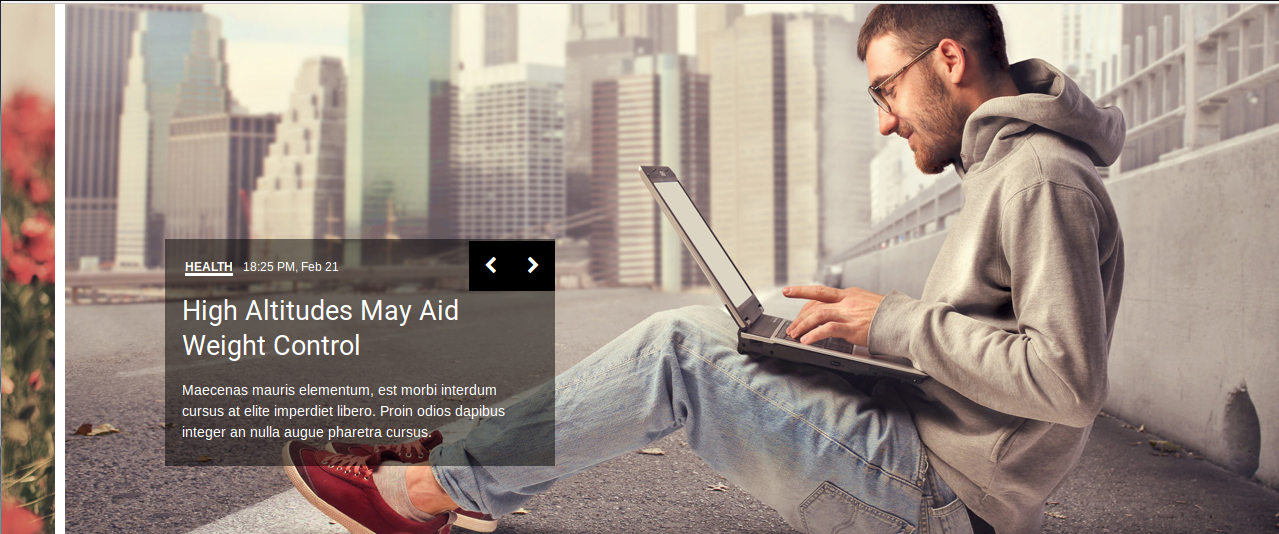 HEALTH 18:25 PM, Feb 21
High Altitudes May Aid
Weight Control
Maecenas mauris elementum, est morbi interdum
cursus at elite imperdiet libero. Proin odios dapibus
integer an nulla augue pharetra cursus.